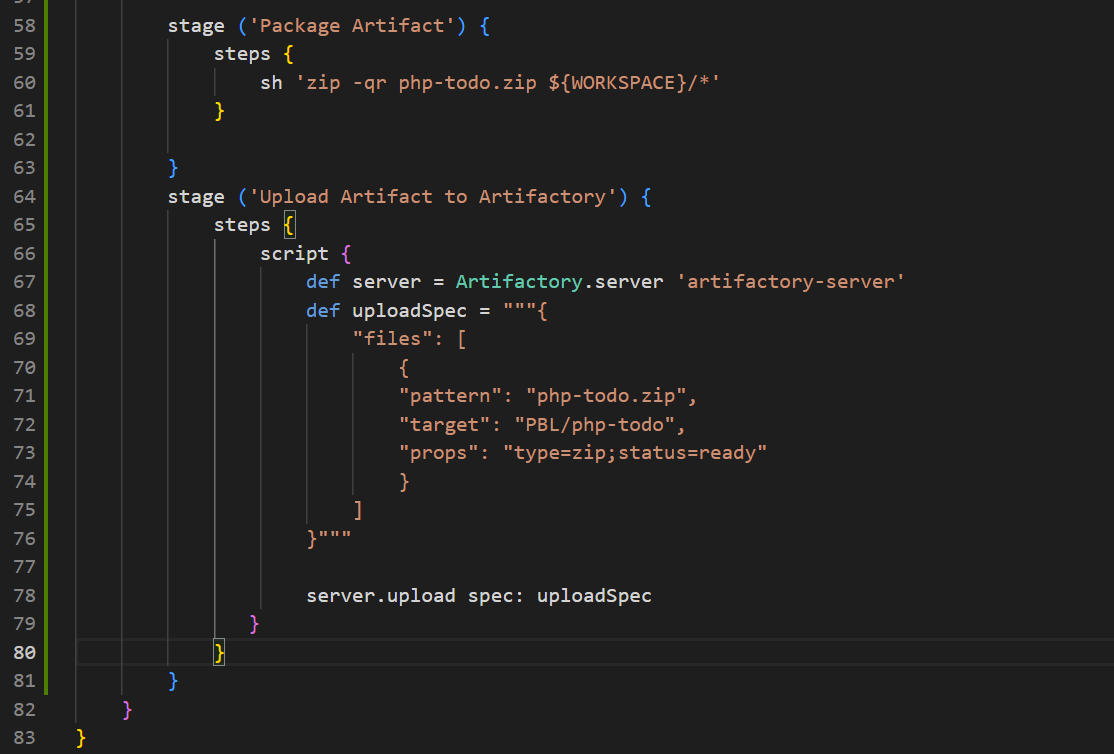 58 stage ('Package Artifact') {
59 steps {
60 sh 'zip -qr php-todo.zip ${WORKSPACE}/*'
61 }
62
63 }
64 stage ('Upload Artifact to Artifactory') {
65 steps {
66 script {
67 def server = Artifactory.server 'artifactory-server'
68 def uploadSpec = """{
69 "files": [
70 {
71 "pattern": "php-todo.zip",
72 "target": "PBL/php-todo",
73 "props": "type=zip;status=ready"
74 }
75 ]
76 }"""
77
78 server.upload spec: uploadSpec
79 }
80 }
81 }
82 }
83 }